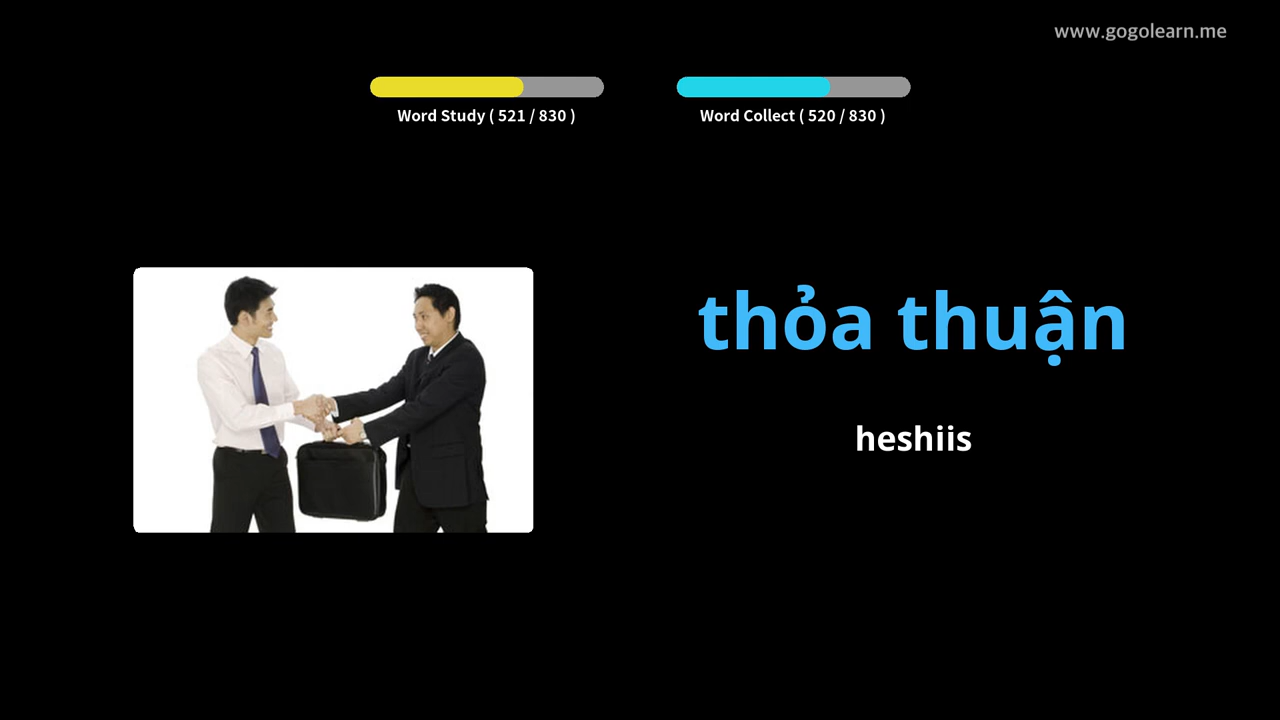 www.gogolearn.me
Word Study ( 521 / 830 )
Word Collect ( 520 / 830 )
thỏa thuận
heshiis